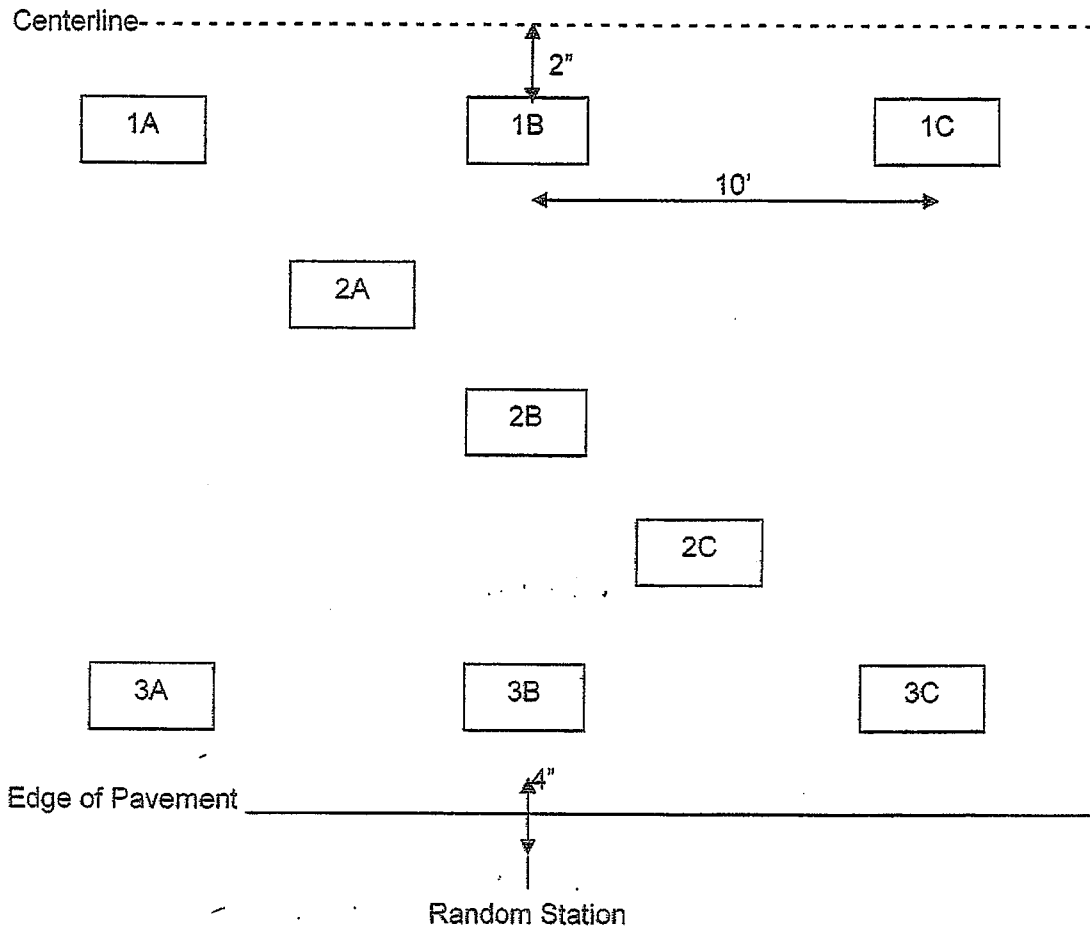 Centerline
2"
1A 1B 1C
10'
2A
2B
2C
3A 3B 3C
4"
Edge of Pavement
Random Station